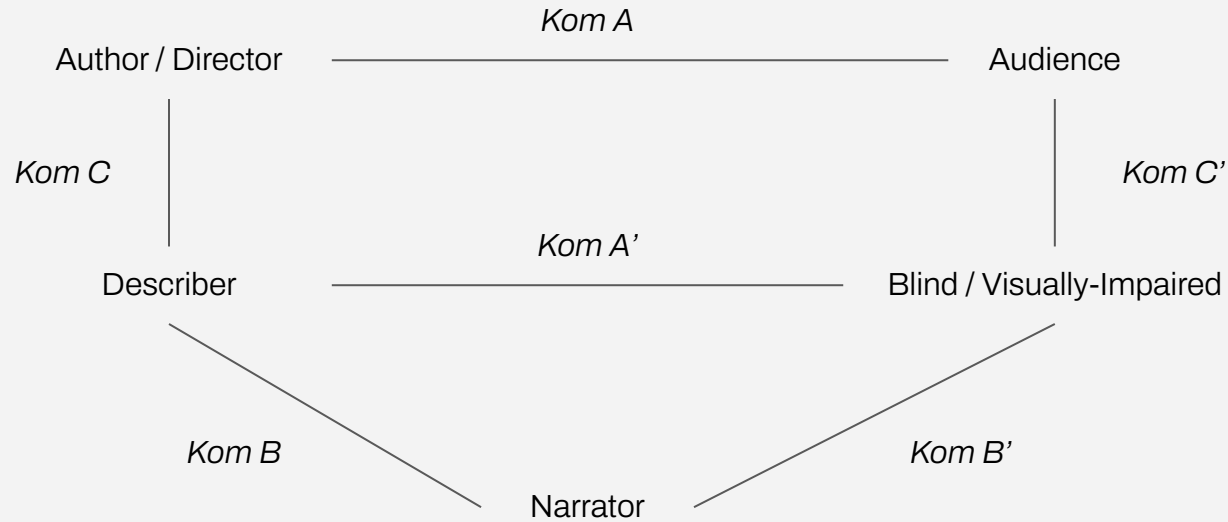 Kom A
Author / Director
Audience
Kom C
Kom C’
Kom A’
Describer
Blind / Visually-Impaired
Kom B
Kom B’
Narrator